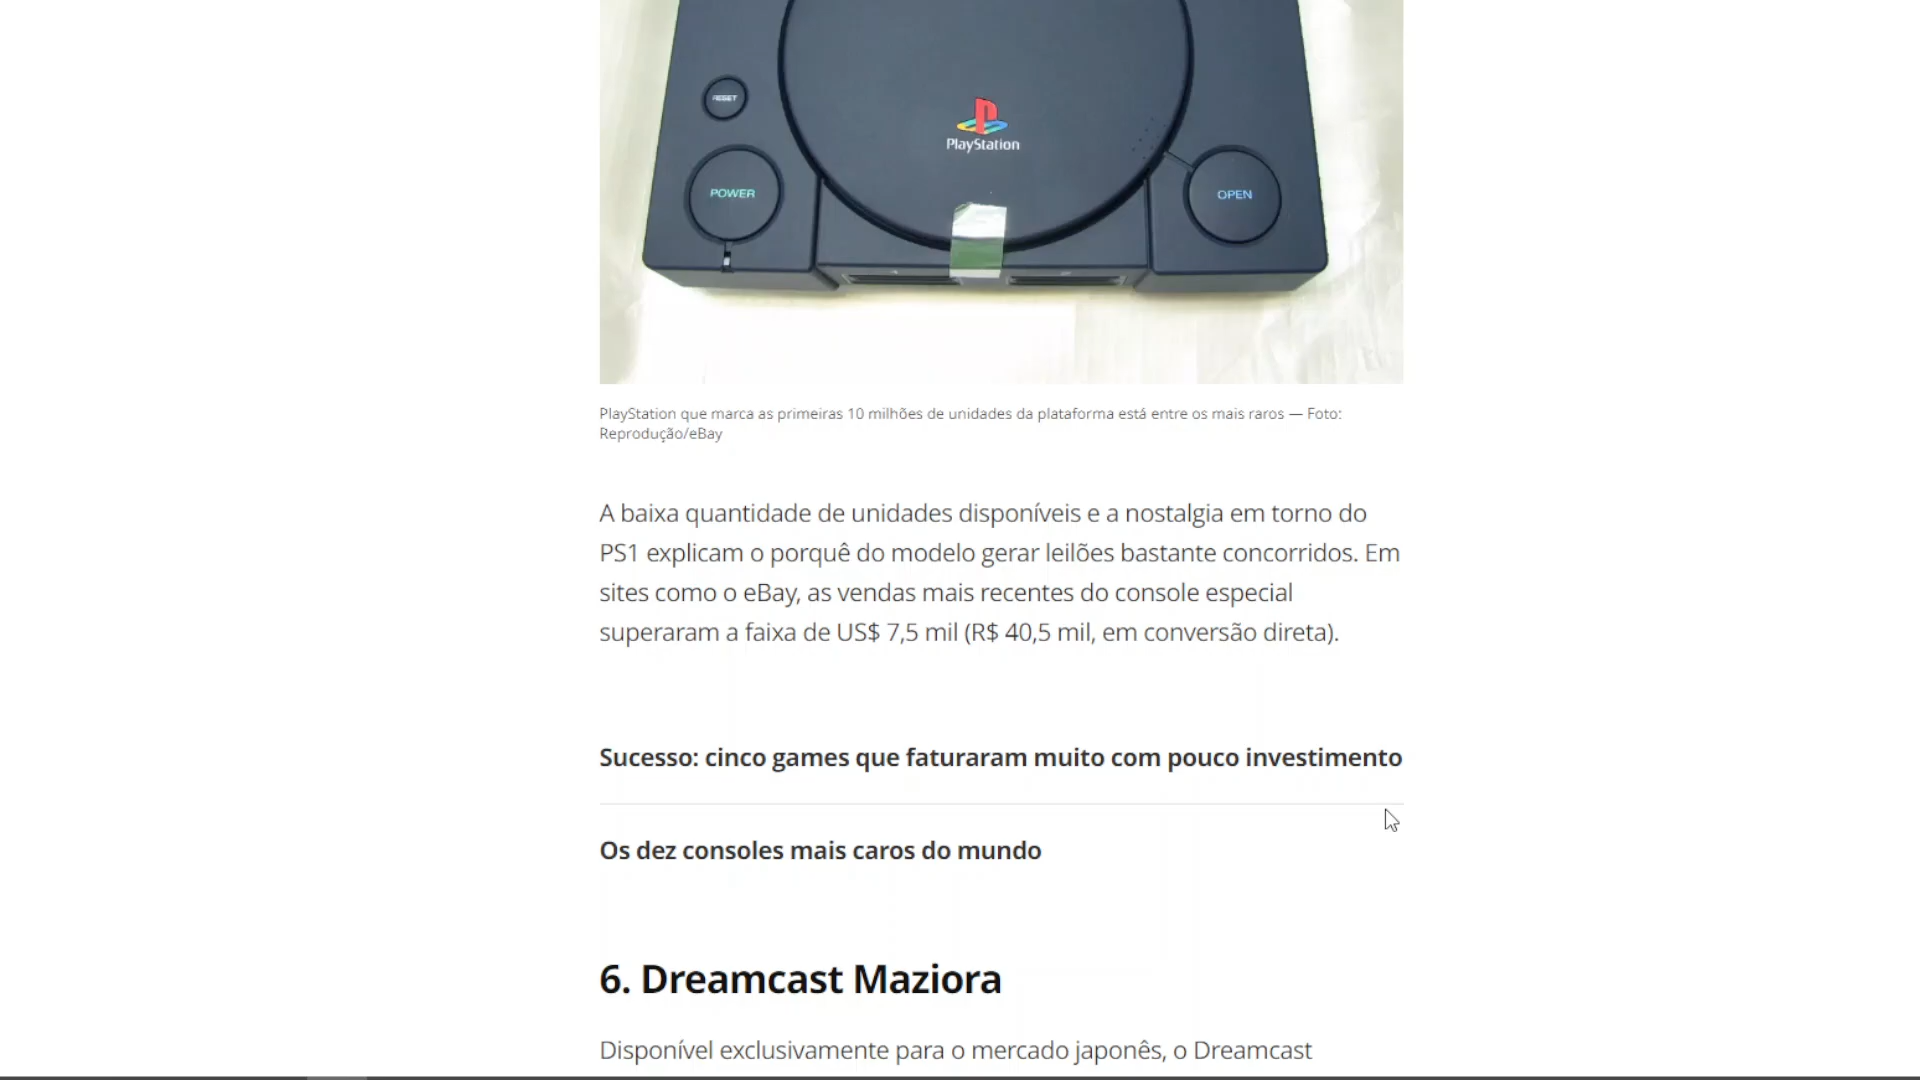 RESET
PlayStation
POWER
OPEN
PlayStation que marca as primeiras 10 milhões de unidades da plataforma está entre os mais raros — Foto:
Reprodução/eBay
A baixa quantidade de unidades disponíveis e a nostalgia em torno do
PS1 explicam o porquê do modelo gerar leilões bastante concorridos. Em
sites como o eBay, as vendas mais recentes do console especial
superaram a faixa de US$ 7,5 mil (R$ 40,5 mil, em conversão direta).
Sucesso: cinco games que faturaram muito com pouco investimento
Os dez consoles mais caros do mundo
6. Dreamcast Maziora
Disponível exclusivamente para o mercado japonês, o Dreamcast